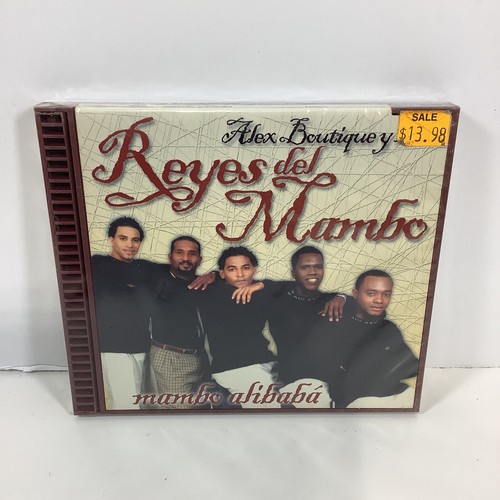 SALE
$13.98
Alex Boutique y
Reyes del
Mambo
mambo alibabá